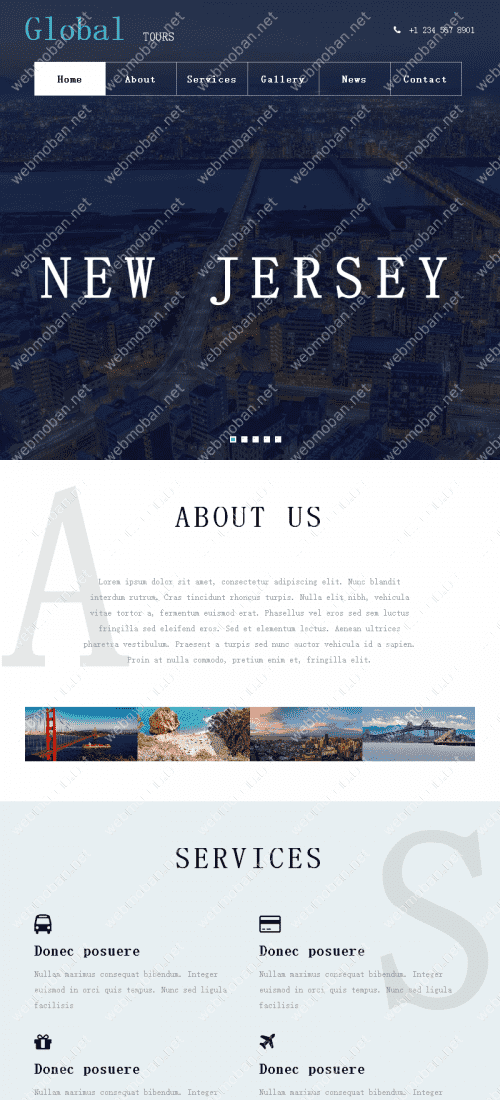 Global TOURS
+1 234 567 8901
Home About Services Gallery News Contact
NEW JERSEY
ABOUT US
A
Lorem ipsum dolor sit amet, consectetur adipiscing elit. Nunc blandit
interdum rutrum. Cras tincidunt rhoncus turpis. Nulla elit nibh, vehicula
vitae tortor a, fermentum euismod erat. Phasellus vel eros sed sem luctus
fringilla sed eleifend eros. Sed et elementum lectus. Aenean ultrices
pharetra vestibulum. Praesent a turpis sed nunc auctor vehicula id a sapien.
Proin at nulla commodo, pretium enim et, fringilla elit.
SERVICES
S
Donec posuere
Nullam maximus consequat bibendum. Integer
euismod in orci quis tempus. Nunc sed ligula
facilisis
Donec posuere
Nullam maximus consequat bibendum. Integer
euismod in orci quis tempus. Nunc sed ligula
facilisis
Donec posuere
Nullam maximus consequat bibendum. Integer
Donec posuere
Nullam maximus consequat bibendum. Integer
webmoban.net